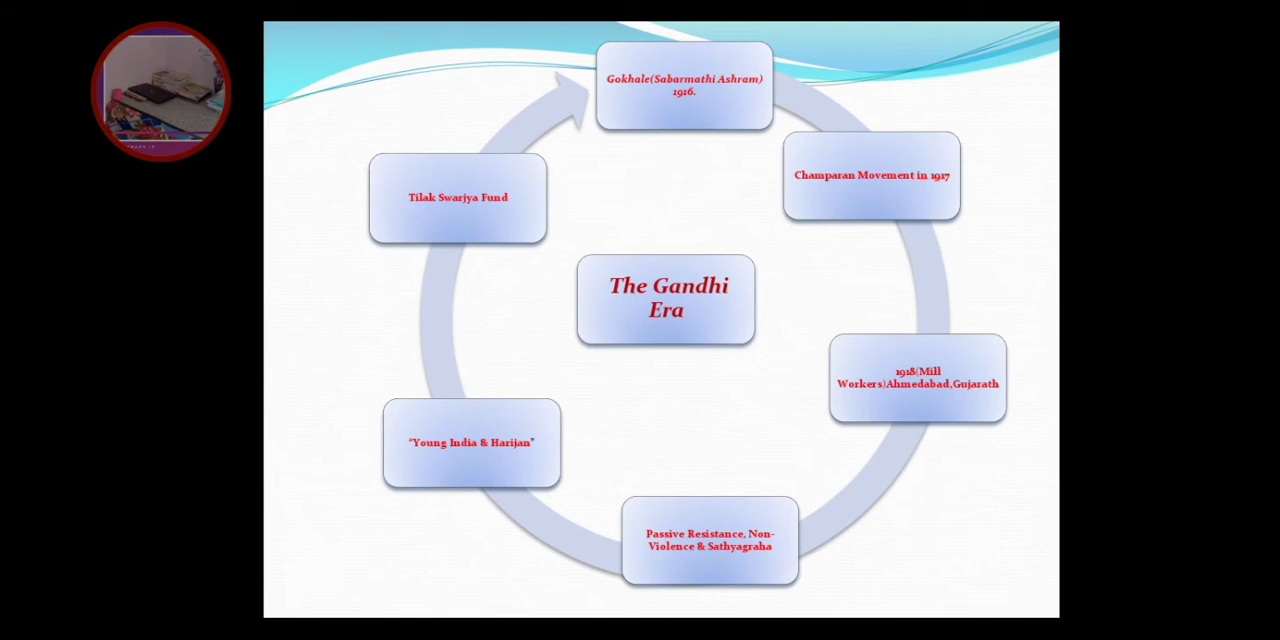 Gokhale(Sabarmathi Ashram)
1916.
Champaran Movement in 1917
1918(Mill
Workers)Ahmedabad,Gujarath
Passive Resistance, Non-
Violence & Sathyagraha
"Young India & Harijan"
Tilak Swarjya Fund
The Gandhi
Era